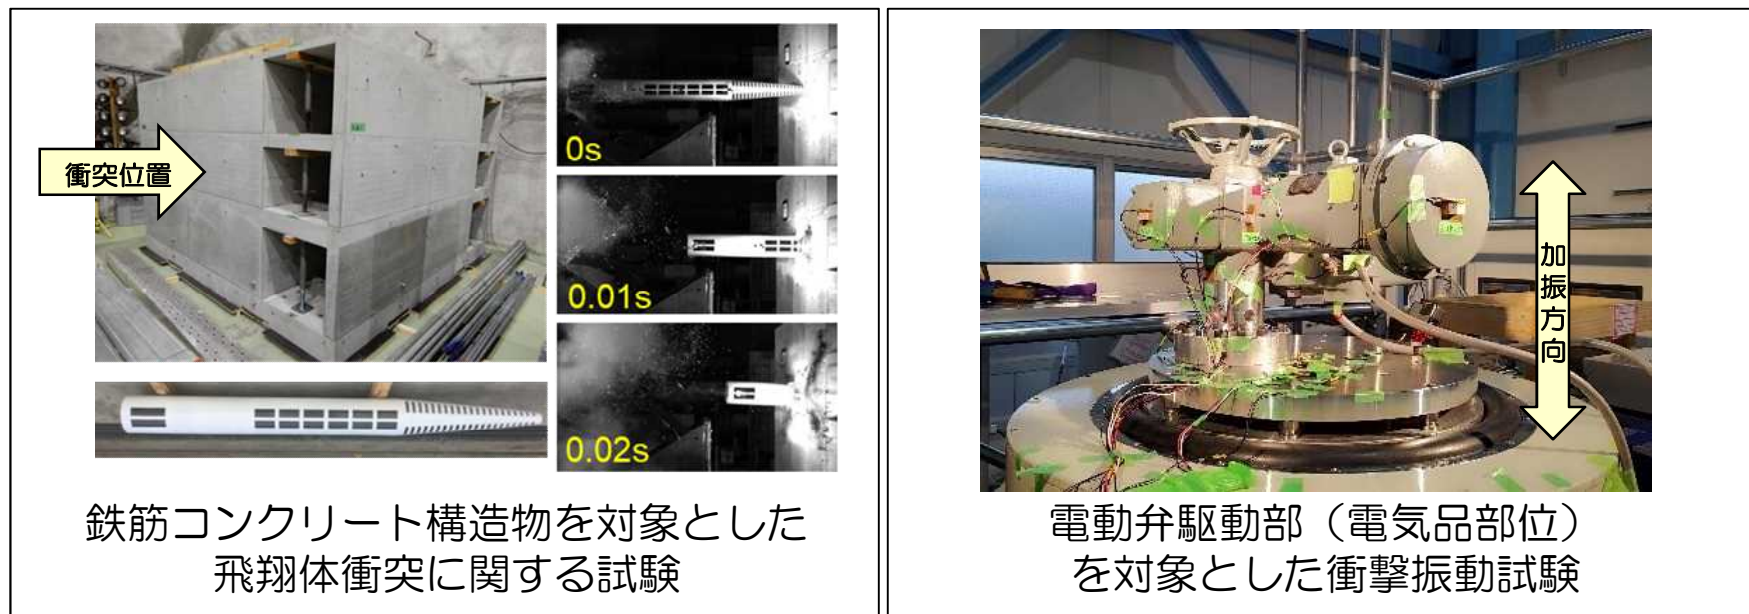 衝突位置
0s
0.01s
0.02s
鉄筋コンクリート構造物を対象とした
飛翔体衝突に関する試験
加振方向
電動弁駆動部（電気品部位）
を対象とした衝撃振動試験